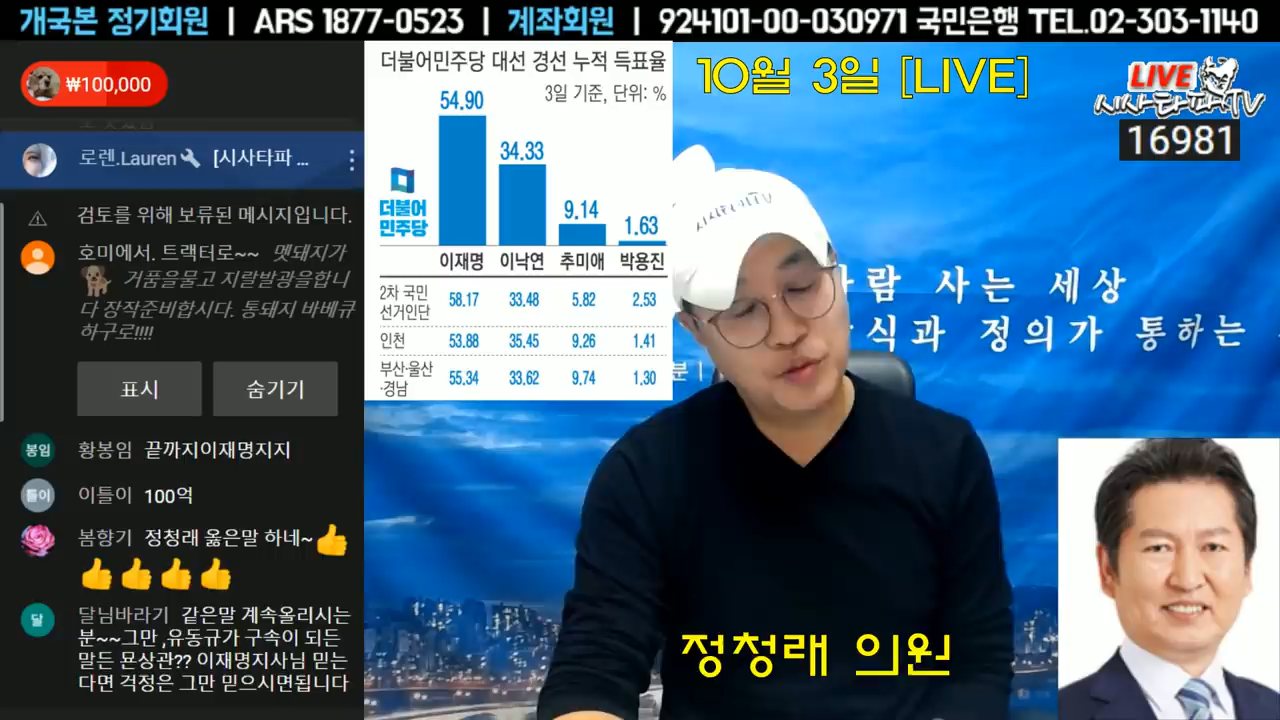 개국본 정기회원 | ARS 1877-0523 | 계좌회원 | 924101-00-030971 국민은행 TEL.02-303-1140
₩100,000
로렌.Lauren [시사타파 ...
검토를 위해 보류된 메시지입니다.
호미에서. 트랙터로~~ 멧돼지가
거품을물고 지랄발광을합니
다 장작준비합시다. 통돼지 바베큐
하구로!!!!
표시 숨기기
봉임 황봉임 끝까지이재명지지
틀이 이틀이 100억
봄향기 정청래 옳은말 하네~
달 달님바라기 같은말 계속올리시는
분~~그만 ,유동규가 구속이 되든
말든 묜상관?? 이재명지사님 믿는
다면 걱정은 그만 믿으시면됩니다
더불어민주당 대선 경선 누적 득표율
3일 기준, 단위: %
54.90 34.33 9.14 1.63
더불어
민주당
이재명 이낙연 추미애 박용진
2차 국민
선거인단 58.17 33.48 5.82 2.53
인천 53.88 35.45 9.26 1.41
부산·울산
·경남 55.34 33.62 9.74 1.30
10월 3일 [LIVE]
LIVE
시사타파TV
16981
시사타파TV
람 사는 세상
식과 정의가 통하는
분
정청래 의원